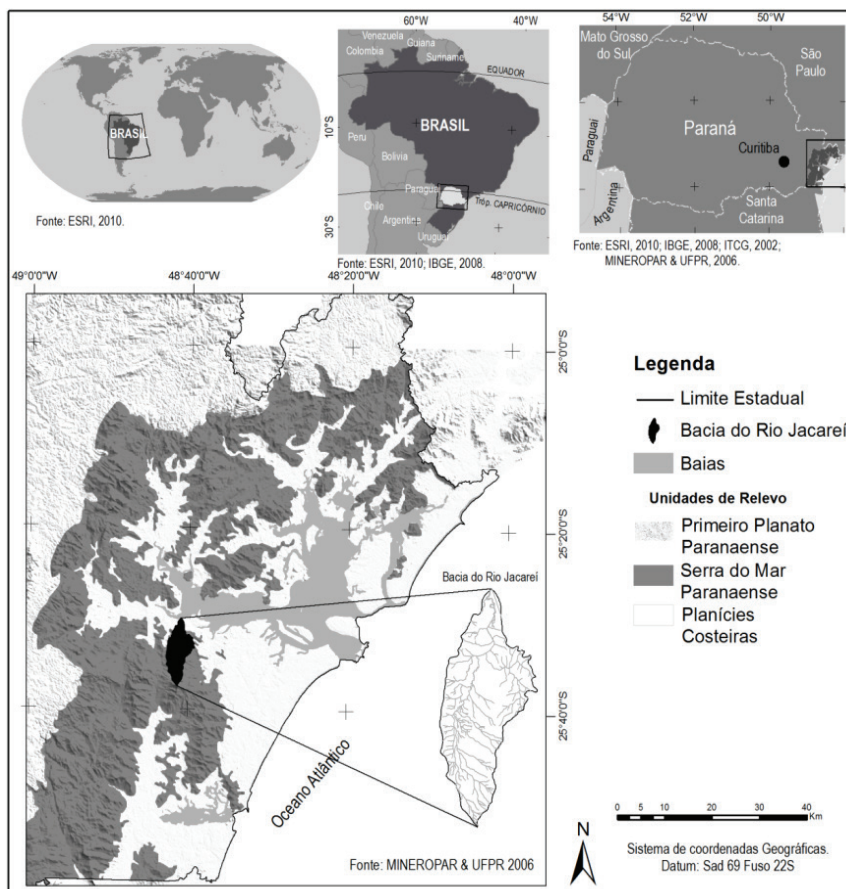 BRASIL
Fonte: ESRI, 2010.
60°W
40°W
Venezuela
Guiana
Colombia
Suriname
EQUADOR
10°S
BRASIL
Peru
Bolivia
Paraguai
Tróp. CAPRICÓRNIO
Chile
Argentina
30°S
Uruguai
Fonte: ESRI, 2010; IBGE, 2008.
54°W
52°W
50°W
Mato Grosso
do Sul
São
Paulo
Paraná
Paraguai
Curitiba
Argentina
Santa
Catarina
Fonte: ESRI, 2010; IBGE, 2008; ITCG, 2002;
MINEROPAR & UFPR, 2006.
49°0'0"W
48°40'0"W
48°20'0"W
48°0'0"W
25°0'0"S
25°20'0"S
25°40'0"S
Bacia do Rio Jacareí
Oceano Atlântico
Fonte: MINEROPAR & UFPR 2006
Legenda
Limite Estadual
Bacia do Rio Jacareí
Baias
Unidades de Relevo
Primeiro Planato
Paranaense
Serra do Mar
Paranaense
Planícies
Costeiras
0 5 10 20 30 40
Km
N
Sistema de coordenadas Geográficas.
Datum: Sad 69 Fuso 22S